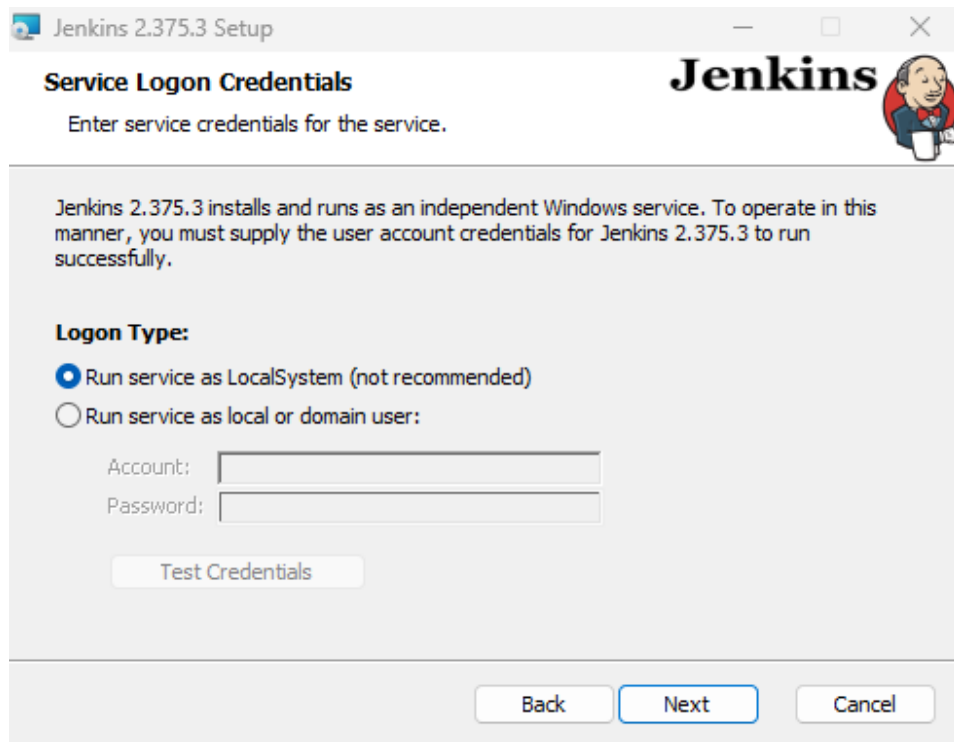 Jenkins 2.375.3 Setup
Service Logon Credentials
Jenkins
Enter service credentials for the service.
Jenkins 2.375.3 installs and runs as an independent Windows service. To operate in this
manner, you must supply the user account credentials for Jenkins 2.375.3 to run
successfully.
Logon Type:
Run service as LocalSystem (not recommended)
Run service as local or domain user:
Account:
Password:
Test Credentials
Back Next Cancel